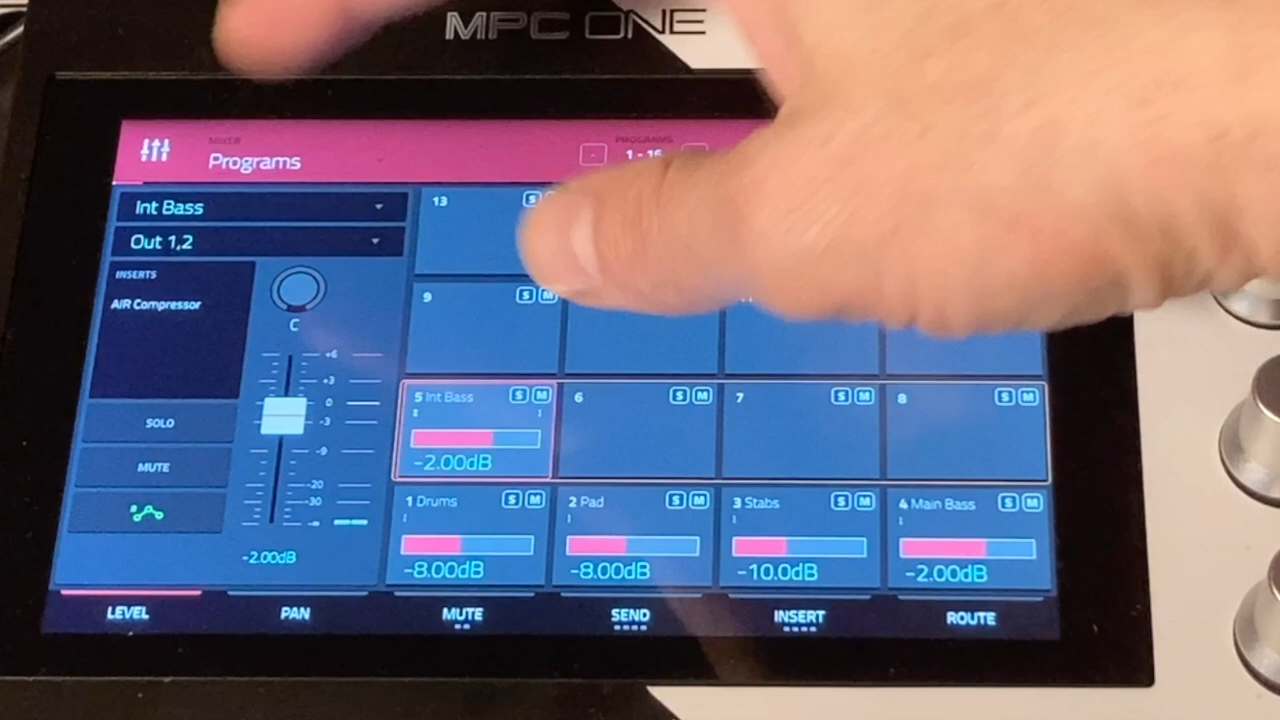 MPC ONE
MIXER
Programs
PROGRAMS
-
1 - 16
Int Bass
Out 1,2
INSERTS
AIR Compressor
C
+6
+3
0
-3
-9
-20
-30
-∞
-2.00dB
SOLO
MUTE
R
13
S
9
S M
5 Int Bass
S M
-2.00dB
6
S M
7
S M
8
S M
1 Drums
S M
-8.00dB
2 Pad
S M
-8.00dB
3 Stabs
S M
-10.0dB
4 Main Bass
S M
-2.00dB
LEVEL
PAN
MUTE
SEND
INSERT
ROUTE